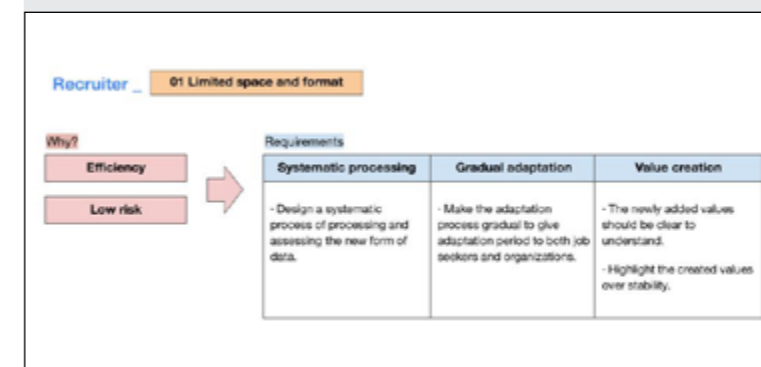 Recruiter _ 01 Limited space and format
Why?
Efficiency
Low risk
Requirements
Systematic processing
- Design a systematic
process of processing and
assessing the new form of
data.
Gradual adaptation
- Make the adaptation
process gradual to give
adaptation period to both job
seekers and organizations.
Value creation
- The newly added values
should be clear to
understand.
- Highlight the created values
over stability.